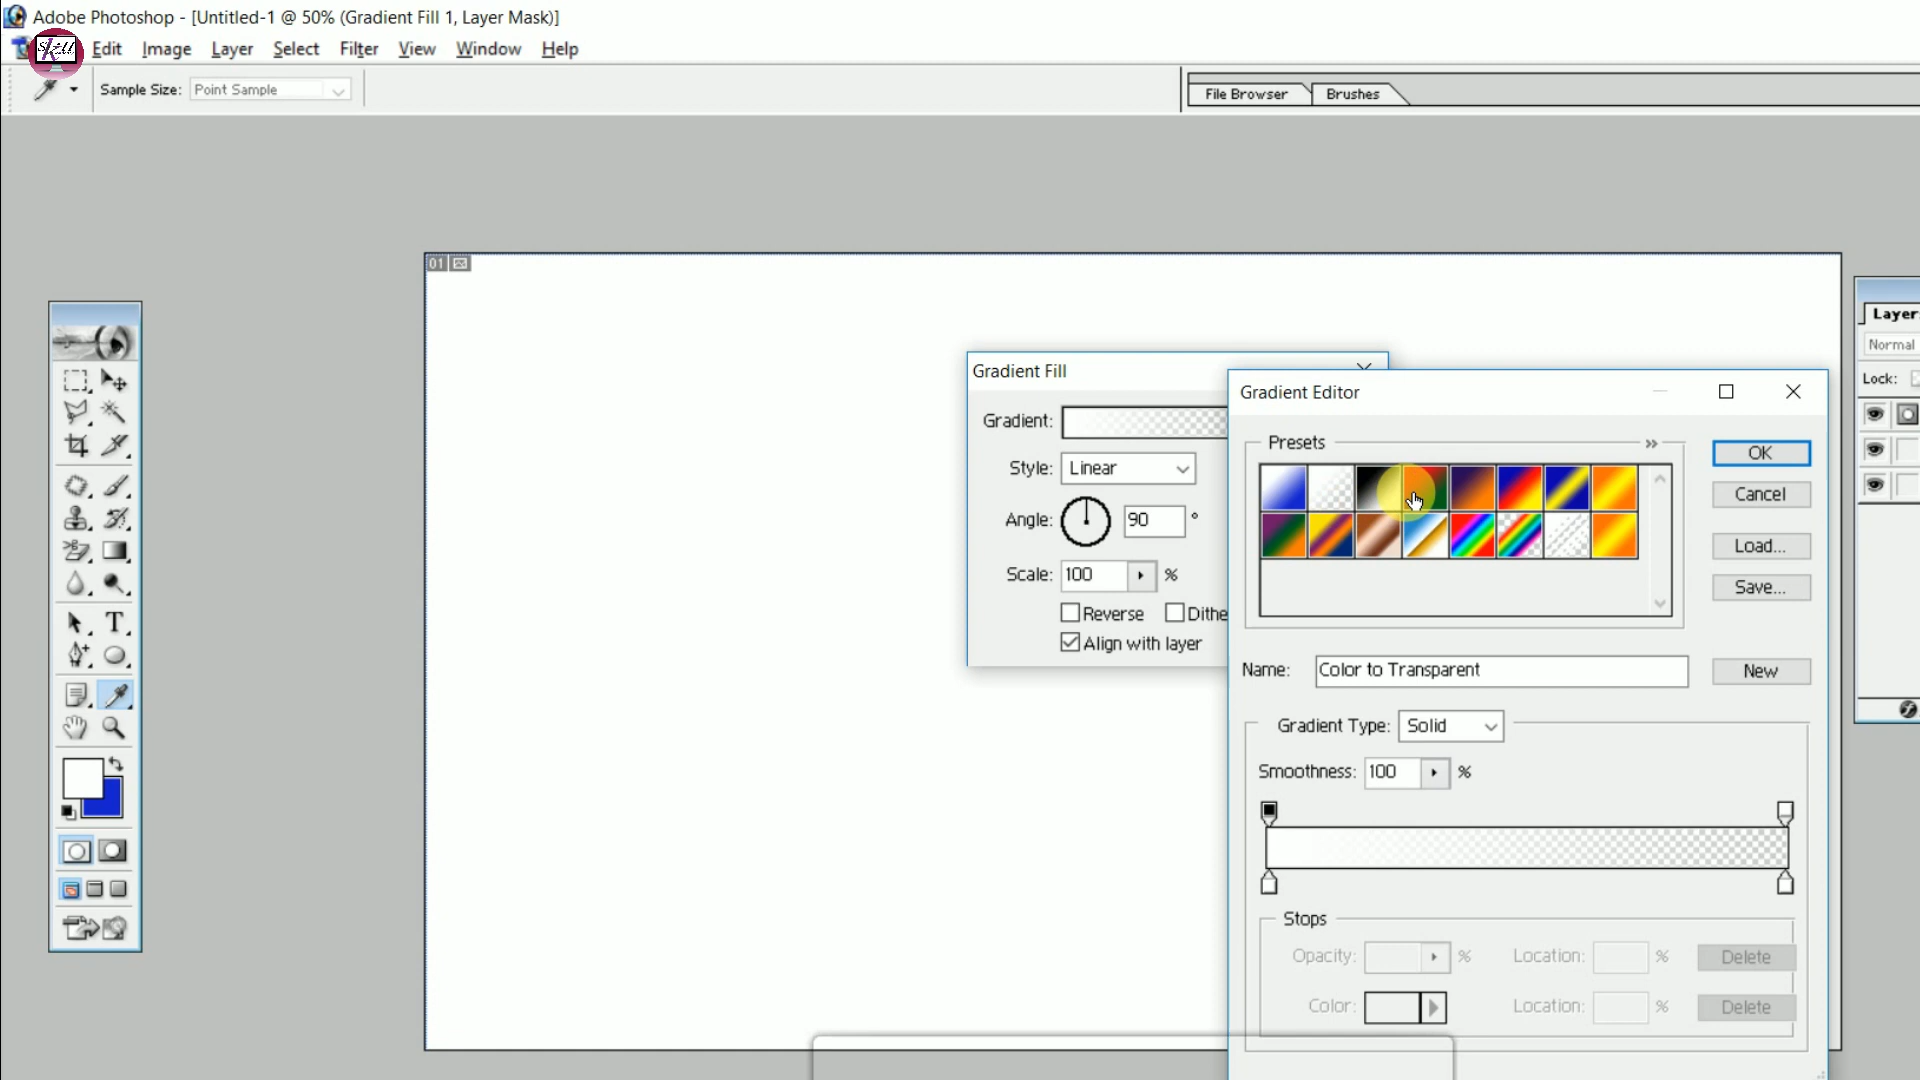 Adobe Photoshop - [Untitled-1 @ 50% (Gradient Fill 1, Layer Mask)]
Skill
Edit Image Layer Select Filter View Window Help
Sample Size: Point Sample
File Browser Brushes
01
Layer
Normal
Lock:
Gradient Fill
Gradient:
Style: Linear
Angle: 90 °
Scale: 100 %
Reverse Dithe
Align with layer
Gradient Editor
Presets
OK
Cancel
Load...
Save...
Name: Color to Transparent
New
Gradient Type: Solid
Smoothness: 100 %
Stops
Opacity: % Location: % Delete
Color: Location: % Delete